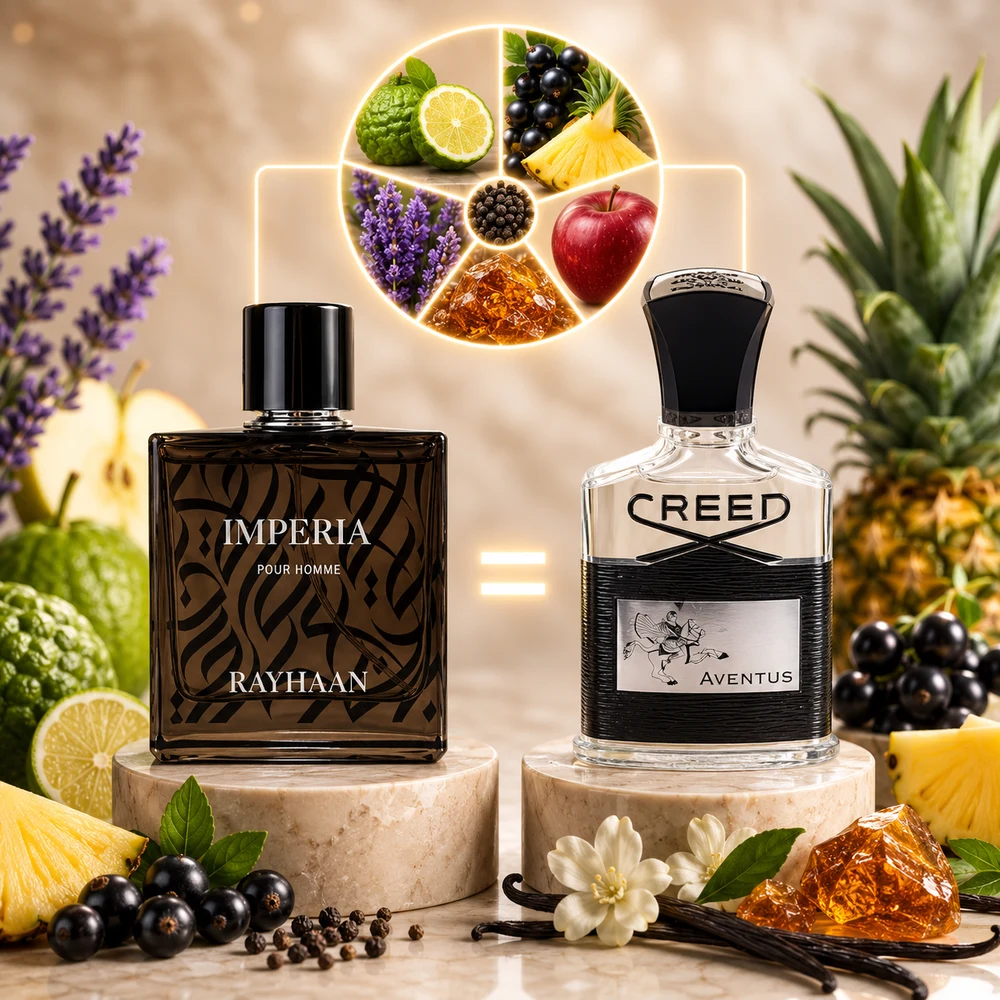 IMPERIA
POUR HOMME
RAYHAAN
=
CREED
AVENTUS